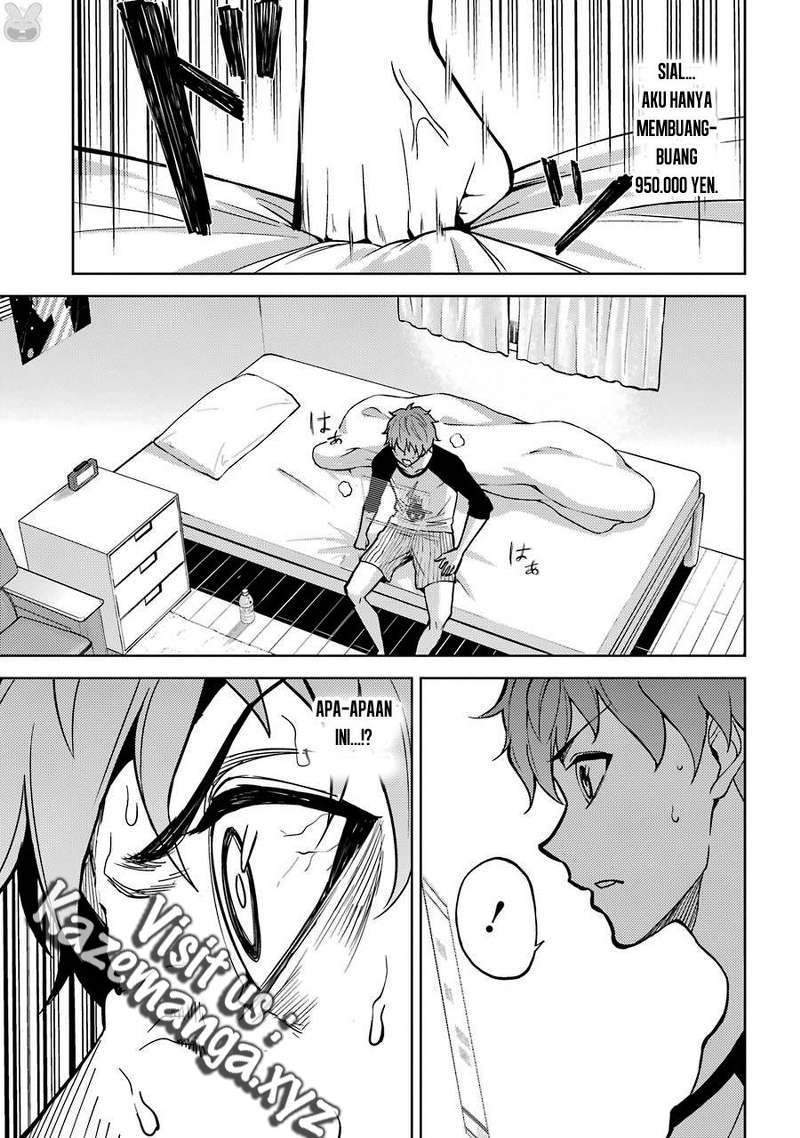 SIAL...
AKU HANYA
MEMBUANG-
BUANG
950.000 YEN.
はぁ
はぁ
!
APA-APAAN
INI...!?
Visit us :
Kazemanga.xyz